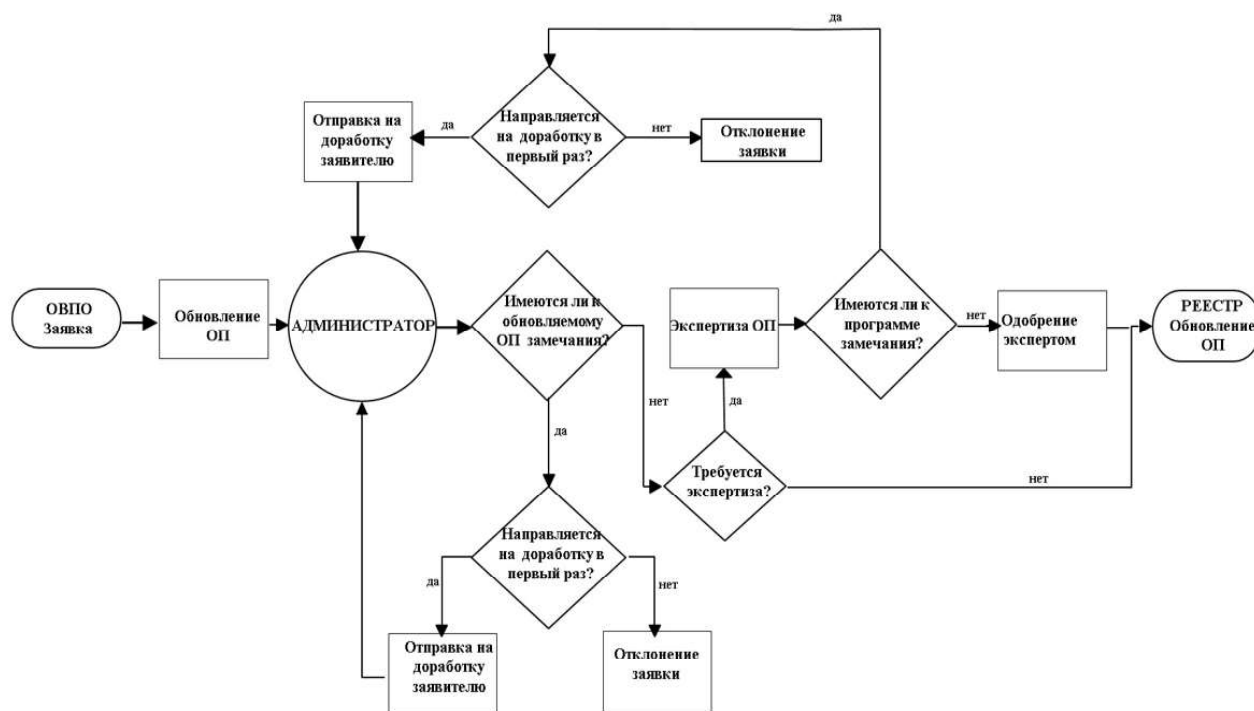 да
Направляется
на доработку в
первый раз?
Отправка на
доработку
заявителю
да
нет
Отклонение
заявки
ОВПО
Заявка
Обновление
ОП
АДМИНИСТРАТОР
Имеются ли к
обновляемому
ОП замечания?
Экспертиза ОП
Имеются ли к
программе
замечания?
нет
Одобрение
экспертом
РЕЕСТР
Обновление
ОП
нет
да
да
Требуется
экспертиза?
нет
Направляется
на доработку в
первый раз?
да
нет
Отправка на
доработку
заявителю
Отклонение
заявки